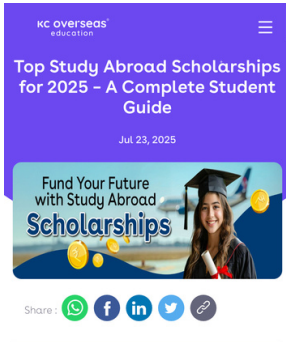 KC overseas
education
Top Study Abroad Scholarships
for 2025 – A Complete Student
Guide
Jul 23, 2025
Fund Your Future
with Study Abroad
Scholarships
Share :